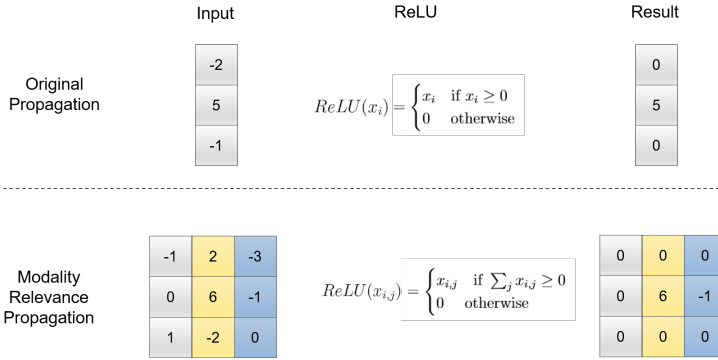 Input ReLU Result
Original
Propagation
-2
5
-1
ReLU(x_i) = { x_i if x_i ≥ 0
0 otherwise
0
5
0
Modality
Relevance
Propagation
-1 2 -3
0 6 -1
1 -2 0
ReLU(x_{i,j}) = { x_{i,j} if ∑_j x_{i,j} ≥ 0
0 otherwise
0 0 0
0 6 -1
0 0 0